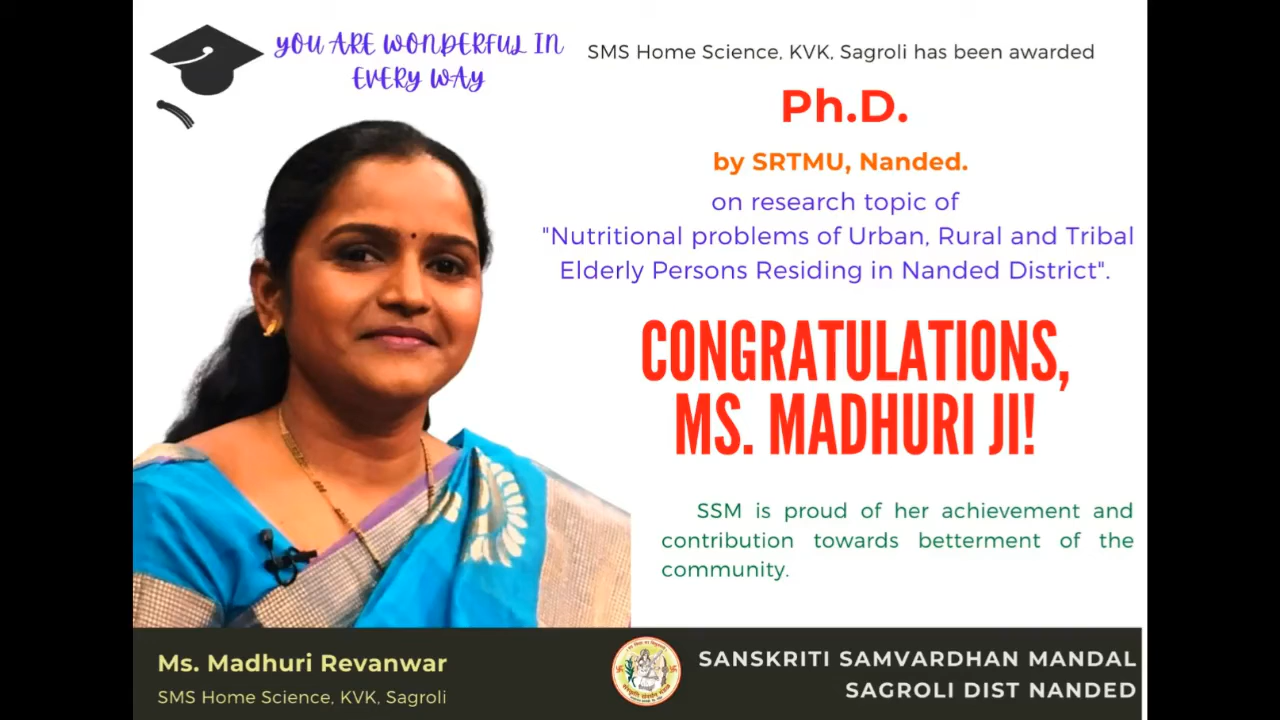 YOU ARE WONDERFUL IN
EVERY WAY
SMS Home Science, KVK, Sagroli has been awarded
Ph.D.
by SRTMU, Nanded.
on research topic of
"Nutritional problems of Urban, Rural and Tribal
Elderly Persons Residing in Nanded District".
CONGRATULATIONS,
MS. MADHURI JI!
SSM is proud of her achievement and
contribution towards betterment of the
community.
Ms. Madhuri Revanwar
SMS Home Science, KVK, Sagroli
SANSKRITI SAMVARDHAN MANDAL
SAGROLI DIST NANDED